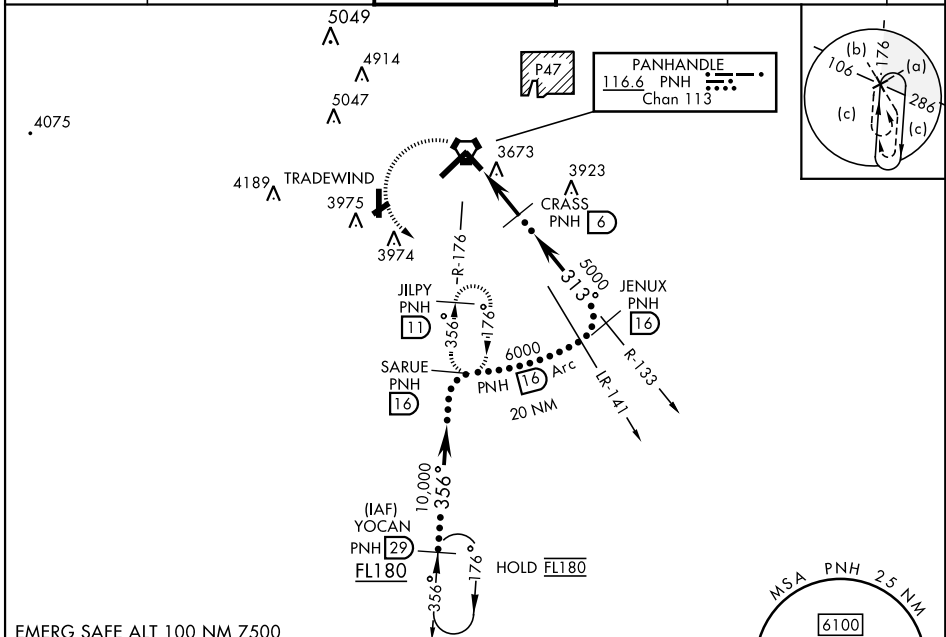 5049
4914
5047
4075
P47
PANHANDLE
116.6 PNH
Chan 113
(b)
176
(a)
106
286
(c)
(c)
3673
3923
4189
TRADEWIND
3975
3974
CRASS
PNH 6
R-176
5000
313°
JENUX
PNH
16
JILPY
PNH
11
356°
176°
6000
SARUE
PNH
16
PNH 16 Arc
20 NM
R-133
LR-141
10,000
356°
(IAF)
YOCAN
PNH 29
FL180
356°
176°
HOLD FL180
MSA PNH 25 NM
6100
EMERG SAFE ALT 100 NM 7500